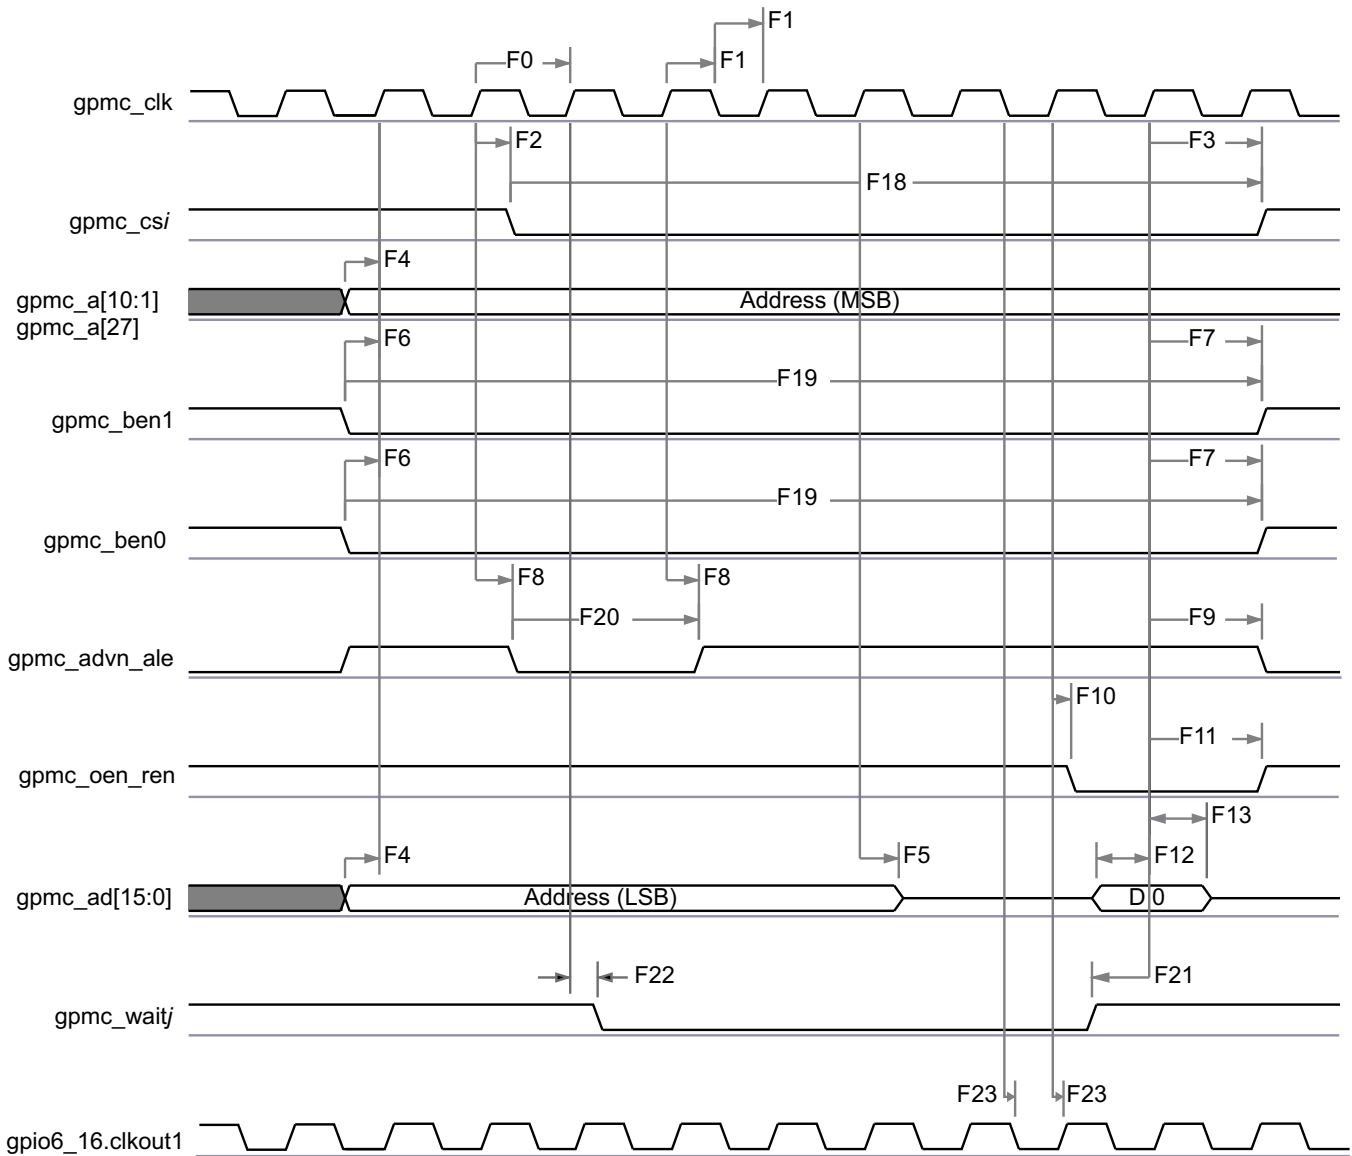 F1
F0
F1
gpmc_clk
F2
F3
F18
gpmc_csi
F4
gpmc_a[10:1]
Address (MSB)
gpmc_a[27]
F6
F7
F19
gpmc_ben1
F6
F7
F19
gpmc_ben0
F8
F8
F20
F9
gpmc_advn_ale
F10
F11
gpmc_oen_ren
F13
F4
F5
F12
gpmc_ad[15:0]
Address (LSB)
D 0
F22
F21
gpmc_waitj
F23
F23
gpio6_16.clkout1